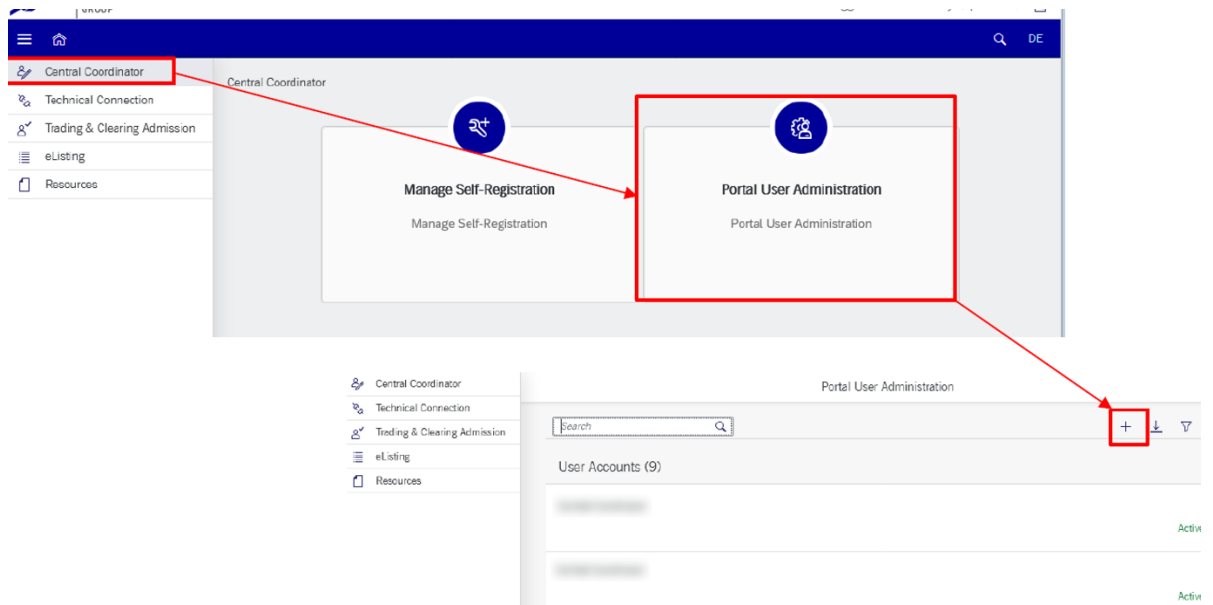 GROUP
DE
Central Coordinator
Technical Connection
Trading & Clearing Admission
eListing
Resources
Central Coordinator
Manage Self-Registration
Manage Self-Registration
Portal User Administration
Portal User Administration
Central Coordinator
Technical Connection
Trading & Clearing Admission
eListing
Resources
Portal User Administration
Search
User Accounts (9)
Active
Active